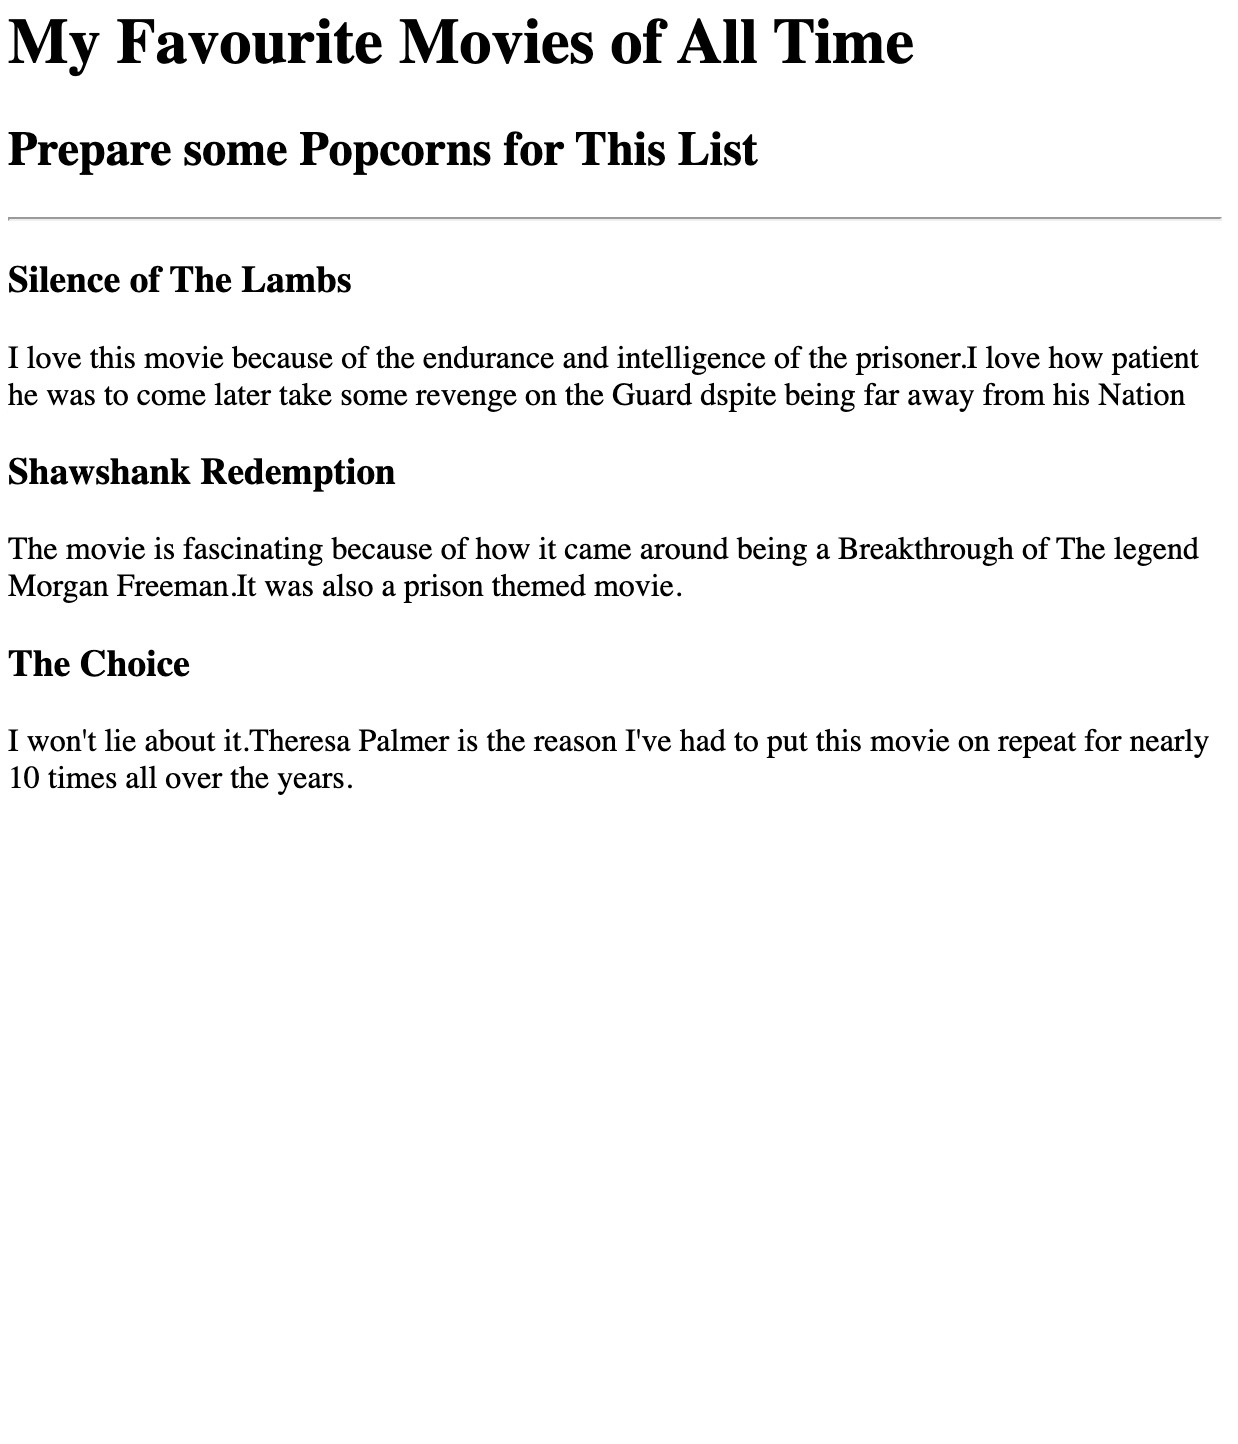 My Favourite Movies of All Time
Prepare some Popcorns for This List
Silence of The Lambs
I love this movie because of the endurance and intelligence of the prisoner.I love how patient
he was to come later take some revenge on the Guard dspite being far away from his Nation
Shawshank Redemption
The movie is fascinating because of how it came around being a Breakthrough of The legend
Morgan Freeman.It was also a prison themed movie.
The Choice
I won't lie about it.Theresa Palmer is the reason I've had to put this movie on repeat for nearly
10 times all over the years.